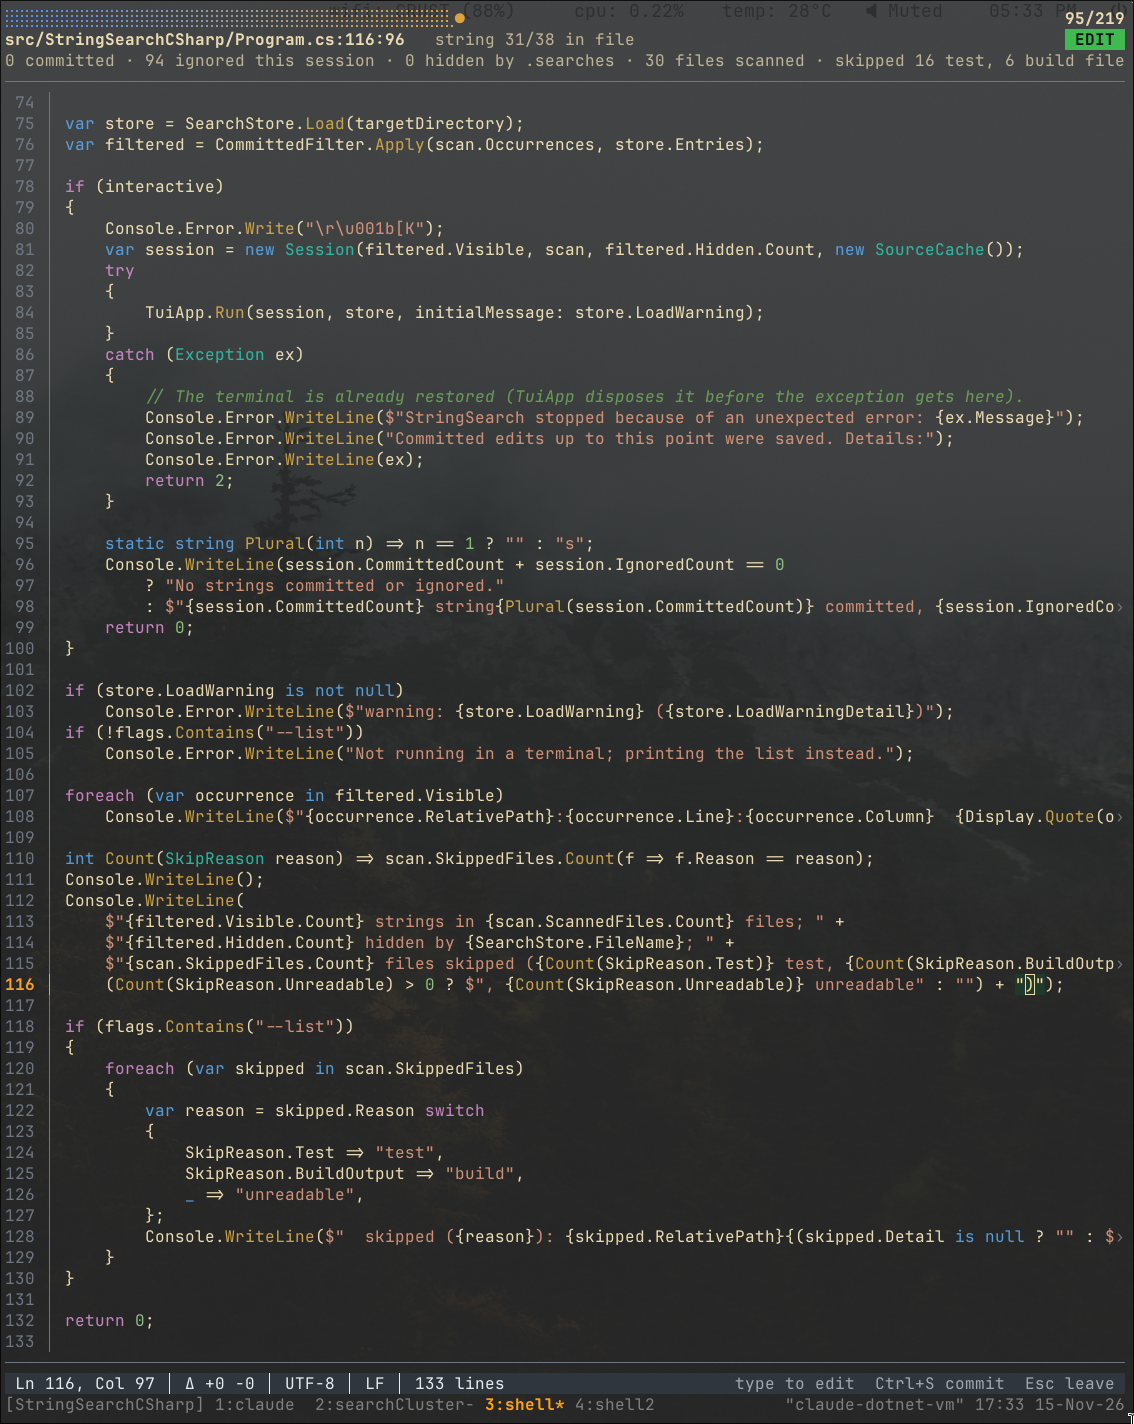 (88%) cpu: 0.22% temp: 28°C Muted 05:33 PM
95/219
src/StringSearchCSharp/Program.cs:116:96 string 31/38 in file EDIT
0 committed · 94 ignored this session · 0 hidden by .searches · 30 files scanned · skipped 16 test, 6 build file
74
75 var store = SearchStore.Load(targetDirectory);
76 var filtered = CommittedFilter.Apply(scan.Occurrences, store.Entries);
77
78 if (interactive)
79 {
80 Console.Error.Write("\r\u001b[K");
81 var session = new Session(filtered.Visible, scan, filtered.Hidden.Count, new SourceCache());
82 try
83 {
84 TuiApp.Run(session, store, initialMessage: store.LoadWarning);
85 }
86 catch (Exception ex)
87 {
88 // The terminal is already restored (TuiApp disposes it before the exception gets here).
89 Console.Error.WriteLine($"StringSearch stopped because of an unexpected error: {ex.Message}");
90 Console.Error.WriteLine("Committed edits up to this point were saved. Details:");
91 Console.Error.WriteLine(ex);
92 return 2;
93 }
94
95 static string Plural(int n) => n == 1 ? "" : "s";
96 Console.WriteLine(session.CommittedCount + session.IgnoredCount == 0
97 ? "No strings committed or ignored."
98 : $"{session.CommittedCount} string{Plural(session.CommittedCount)} committed, {session.IgnoredCo›
99 return 0;
100 }
101
102 if (store.LoadWarning is not null)
103 Console.Error.WriteLine($"warning: {store.LoadWarning} ({store.LoadWarningDetail})");
104 if (!flags.Contains("--list"))
105 Console.Error.WriteLine("Not running in a terminal; printing the list instead.");
106
107 foreach (var occurrence in filtered.Visible)
108 Console.WriteLine($"{occurrence.RelativePath}:{occurrence.Line}:{occurrence.Column}  {Display.Quote(o›
109
110 int Count(SkipReason reason) => scan.SkippedFiles.Count(f => f.Reason == reason);
111 Console.WriteLine();
112 Console.WriteLine(
113 $"{filtered.Visible.Count} strings in {scan.ScannedFiles.Count} files; " +
114 $"{filtered.Hidden.Count} hidden by {SearchStore.FileName}; " +
115 $"{scan.SkippedFiles.Count} files skipped ({Count(SkipReason.Test)} test, {Count(SkipReason.BuildOutp›
116 (Count(SkipReason.Unreadable) > 0 ? $", {Count(SkipReason.Unreadable)} unreadable" : "") + ")");
117
118 if (flags.Contains("--list"))
119 {
120 foreach (var skipped in scan.SkippedFiles)
121 {
122 var reason = skipped.Reason switch
123 {
124 SkipReason.Test => "test",
125 SkipReason.BuildOutput => "build",
126 _ => "unreadable",
127 };
128 Console.WriteLine($"  skipped ({reason}): {skipped.RelativePath}{(skipped.Detail is null ? "" : $›
129 }
130 }
131
132 return 0;
133
Ln 116, Col 97 │ Δ +0 -0 │ UTF-8 │ LF │ 133 lines type to edit Ctrl+S commit Esc leave
[StringSearchCSharp] 1:claude 2:searchCluster- 3:shell* 4:shell2 "claude-dotnet-vm" 17:33 15-Nov-26